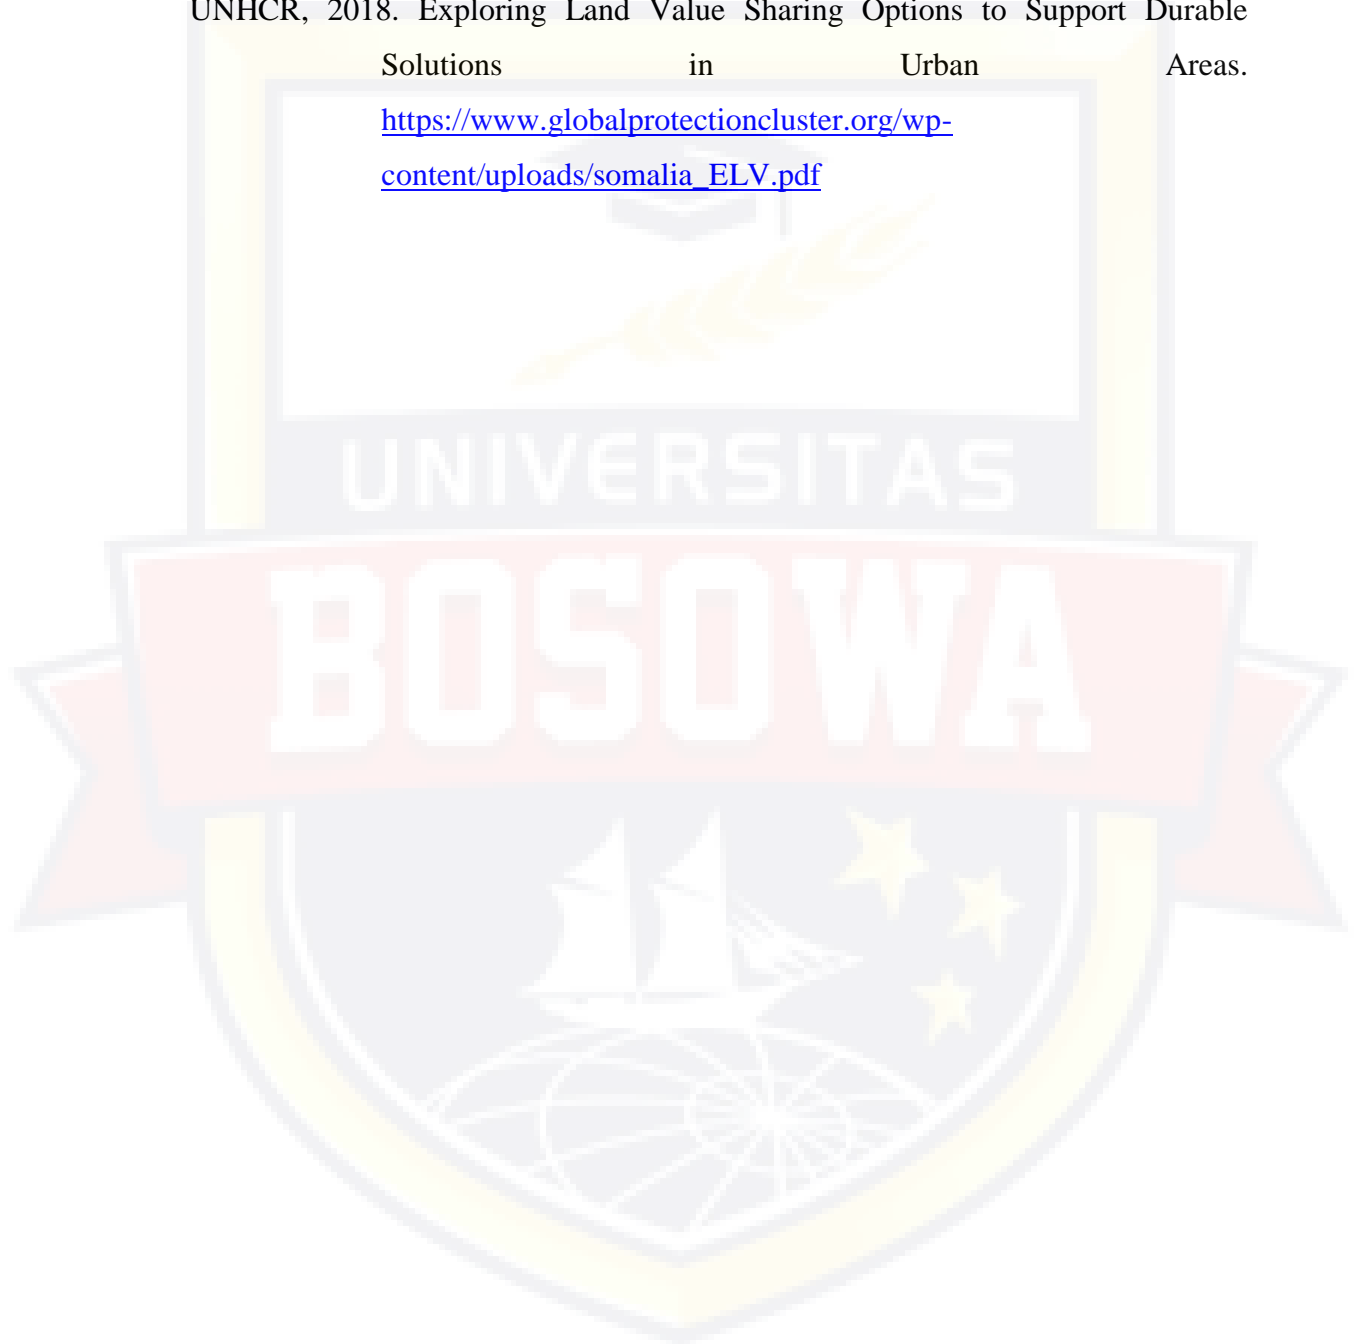 UNHCR, 2018. Exploring Land Value Sharing Options to Support Durable
Solutions in Urban Areas.
https://www.globalprotectioncluster.org/wp-
content/uploads/somalia_ELV.pdf
UNIVERSITAS
BOSOWA